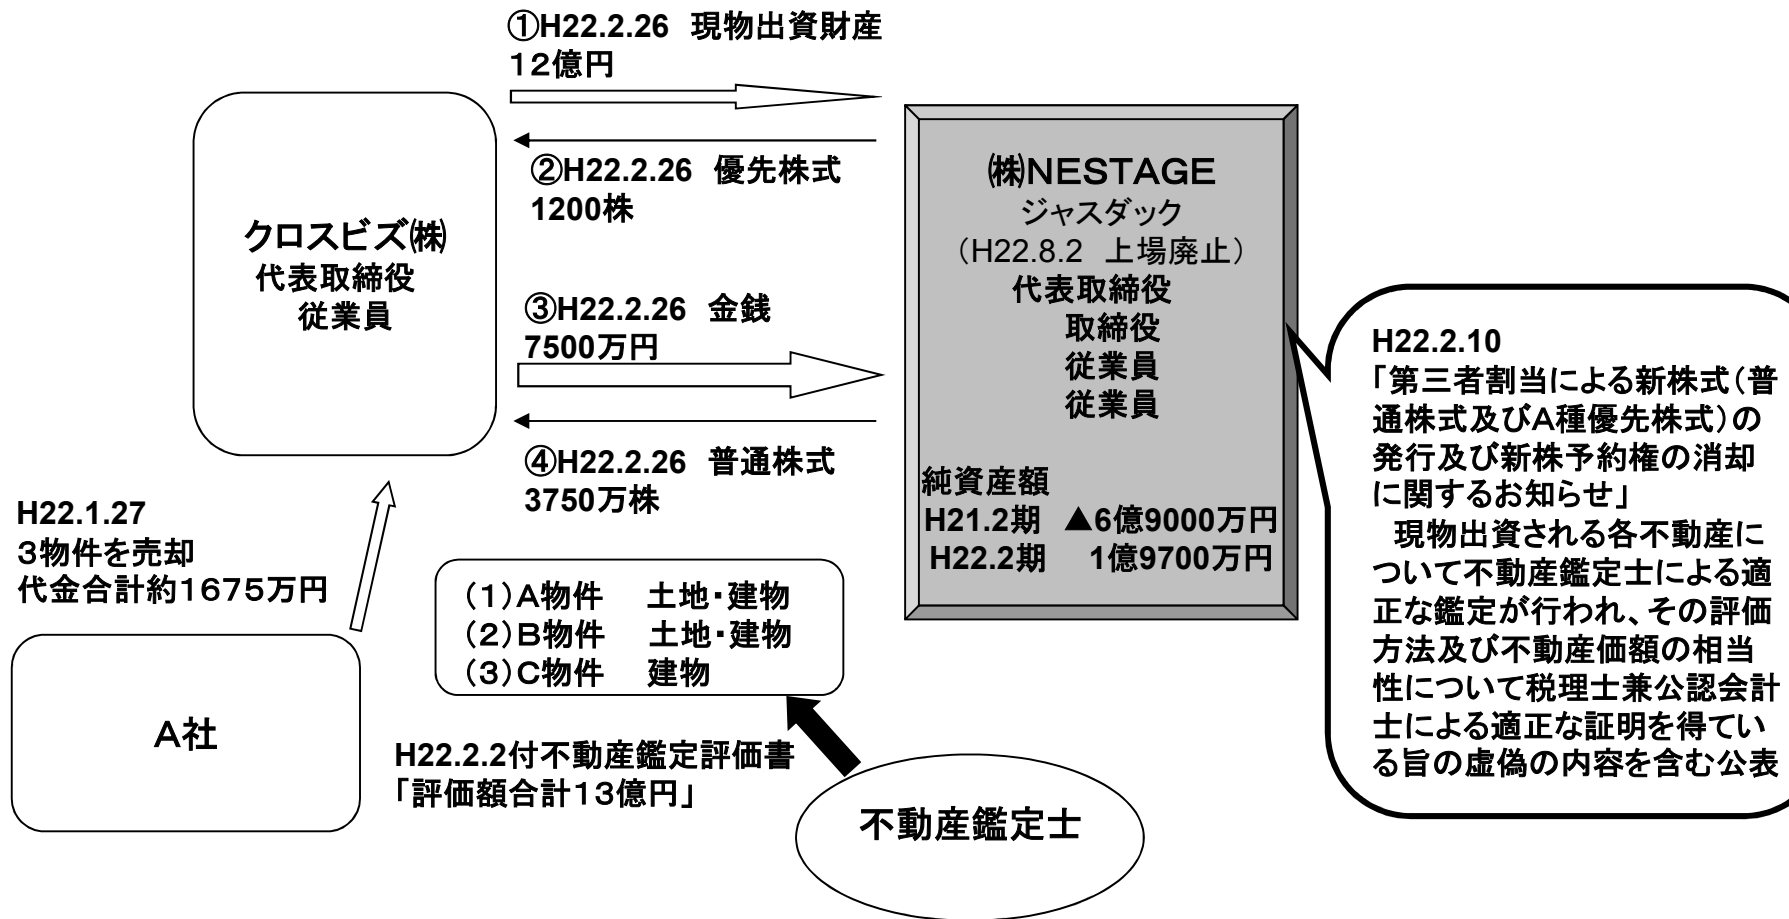 ①H22.2.26 現物出資財産
12億円
②H22.2.26 優先株式
1200株
クロスビズ㈱
代表取締役
従業員
③H22.2.26 金銭
7500万円
④H22.2.26 普通株式
3750万株
㈱NESTAGE
ジャスダック
(H22.8.2 上場廃止)
代表取締役
取締役
従業員
従業員
純資産額
H21.2期 ▲6億9000万円
H22.2期 1億9700万円
H22.2.10
「第三者割当による新株式(普
通株式及びA種優先株式)の
発行及び新株予約権の消却
に関するお知らせ」
現物出資される各不動産に
ついて不動産鑑定士による適
正な鑑定が行われ、その評価
方法及び不動産価額の相当
性について税理士兼公認会計
士による適正な証明を得てい
る旨の虚偽の内容を含む公表
H22.1.27
3物件を売却
代金合計約1675万円
(1)A物件 土地・建物
(2)B物件 土地・建物
(3)C物件 建物
A社
H22.2.2付不動産鑑定評価書
「評価額合計13億円」
不動産鑑定士